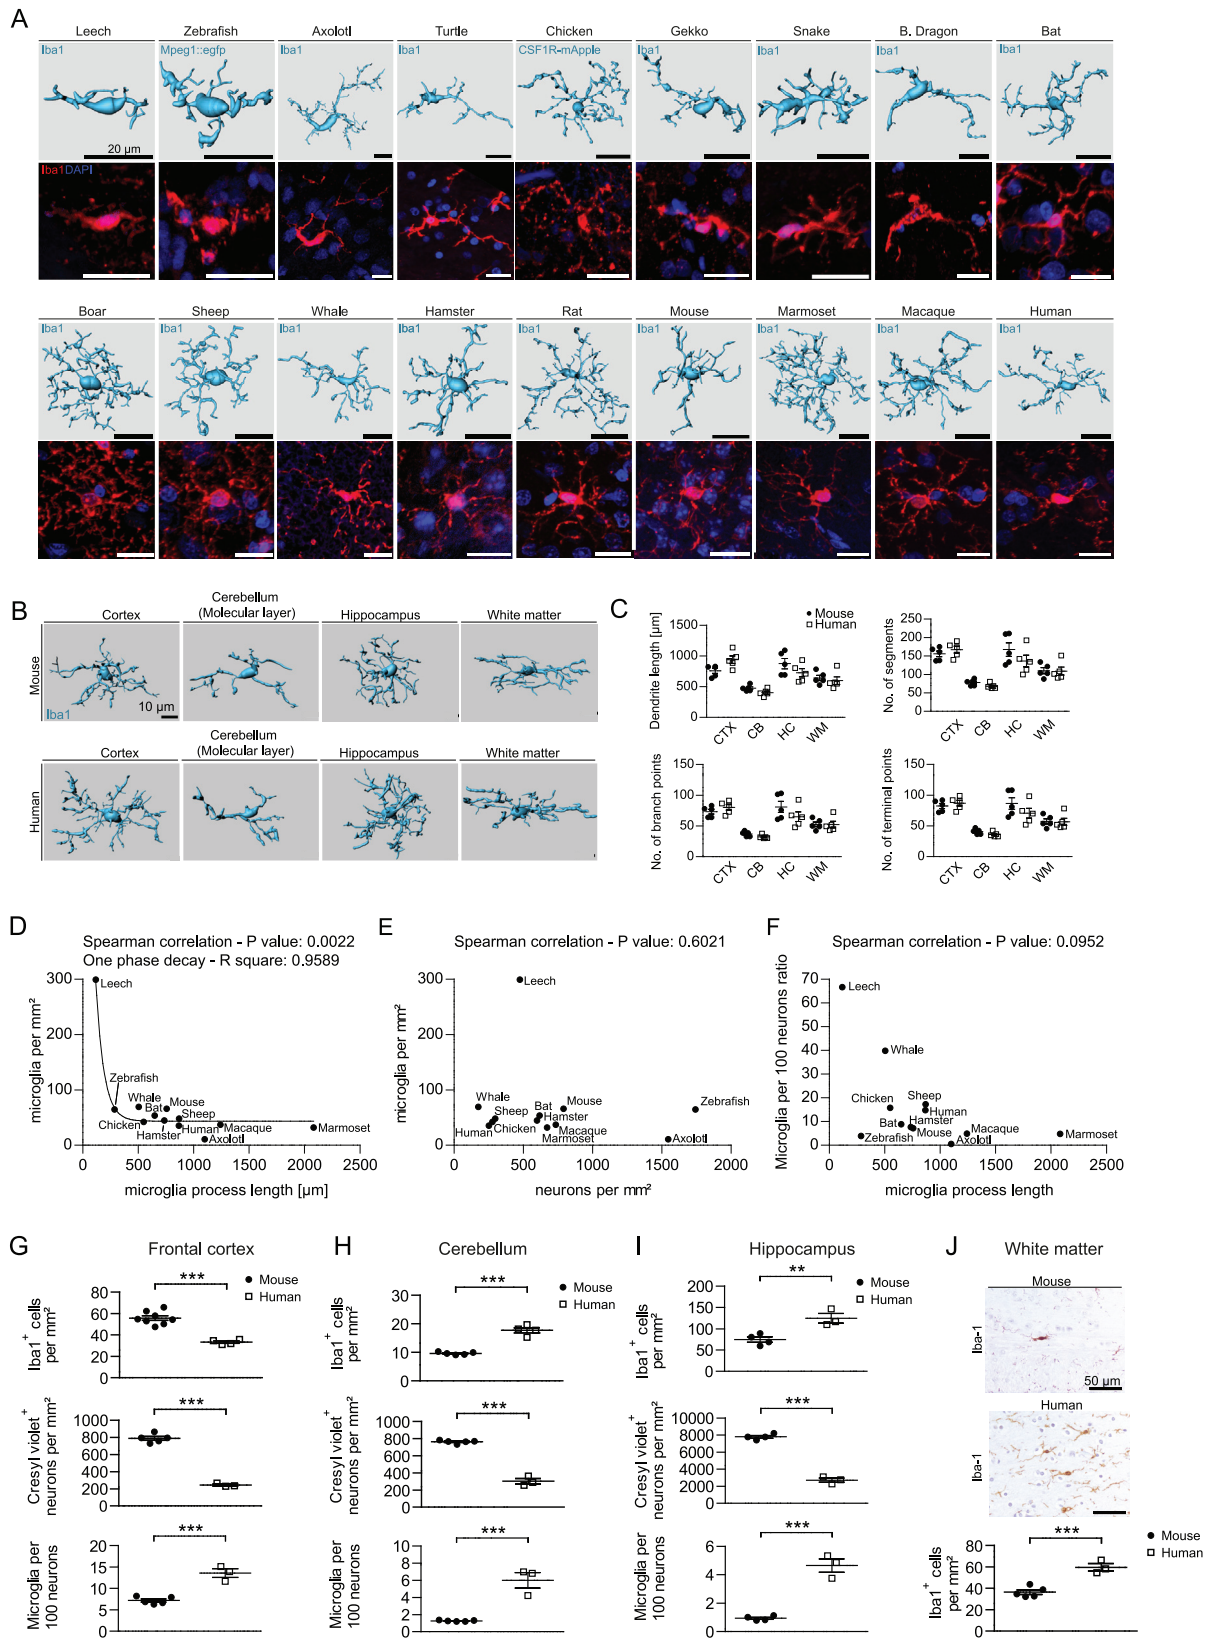 A
Leech Zebrafish Axolotl Turtle Chicken Gekko Snake B. Dragon Bat
Iba1 Mpeg1::egfp Iba1 Iba1 CSF1R-mApple Iba1 Iba1 Iba1 Iba1
20 µm
Iba1DAPI
Boar Sheep Whale Hamster Rat Mouse Marmoset Macaque Human
Iba1 Iba1 Iba1 Iba1 Iba1 Iba1 Iba1 Iba1 Iba1
B
Cortex Cerebellum (Molecular layer) Hippocampus White matter
Mouse
10 µm
Iba1
Cortex Cerebellum (Molecular layer) Hippocampus White matter
Human
C
Mouse
Human
Dendrite length [µm]
1500
1000
500
0
CTX CB HC WM
No. of segments
250
200
150
100
50
0
CTX CB HC WM
No. of branch points
150
100
50
0
CTX CB HC WM
No. of terminal points
150
100
50
0
CTX CB HC WM
D
Spearman correlation - P value: 0.0022
One phase decay - R square: 0.9589
microglia per mm²
300
200
100
0
Leech
Zebrafish
Whale
Mouse
Bat
Sheep
Chicken
Human
Macaque
Hamster
Marmoset
Axolotl
0 500 1000 1500 2000 2500
microglia process length [µm]
E
Spearman correlation - P value: 0.6021
microglia per mm²
300
200
100
0
Leech
Whale
Mouse
Zebrafish
Sheep
Bat
Hamster
Human
Chicken
Macaque
Marmoset
Axolotl
0 500 1000 1500 2000
neurons per mm²
F
Spearman correlation - P value: 0.0952
Microglia per 100 neurons ratio
70
60
50
40
30
20
10
0
Leech
Whale
Chicken
Sheep
Human
Bat
Macaque
Zebrafish
Mouse
Axolotl
Marmoset
0 500 1000 1500 2000 2500
microglia process length
G
Frontal cortex
Mouse
Human
***
Iba1+ cells
per mm²
80
60
40
20
0
***
Cresyl violet+
neurons per mm²
1000
800
600
400
200
0
***
Microglia per
100 neurons
20
15
10
5
0
H
Cerebellum
Mouse
Human
***
Iba1+ cells
per mm²
30
20
10
0
***
Cresyl violet+
neurons per mm²
1000
800
600
400
200
0
***
Microglia per
100 neurons
10
8
6
4
2
0
I
Hippocampus
Mouse
Human
**
Iba1+ cells
per mm²
200
150
100
50
0
***
Cresyl violet+
neurons per mm²
10000
8000
6000
4000
2000
0
***
Microglia per
100 neurons
6
4
2
0
J
White matter
Mouse
Iba-1
50 µm
Human
Iba-1
Mouse
Human
***
Iba1+ cells
per mm²
80
60
40
20
0